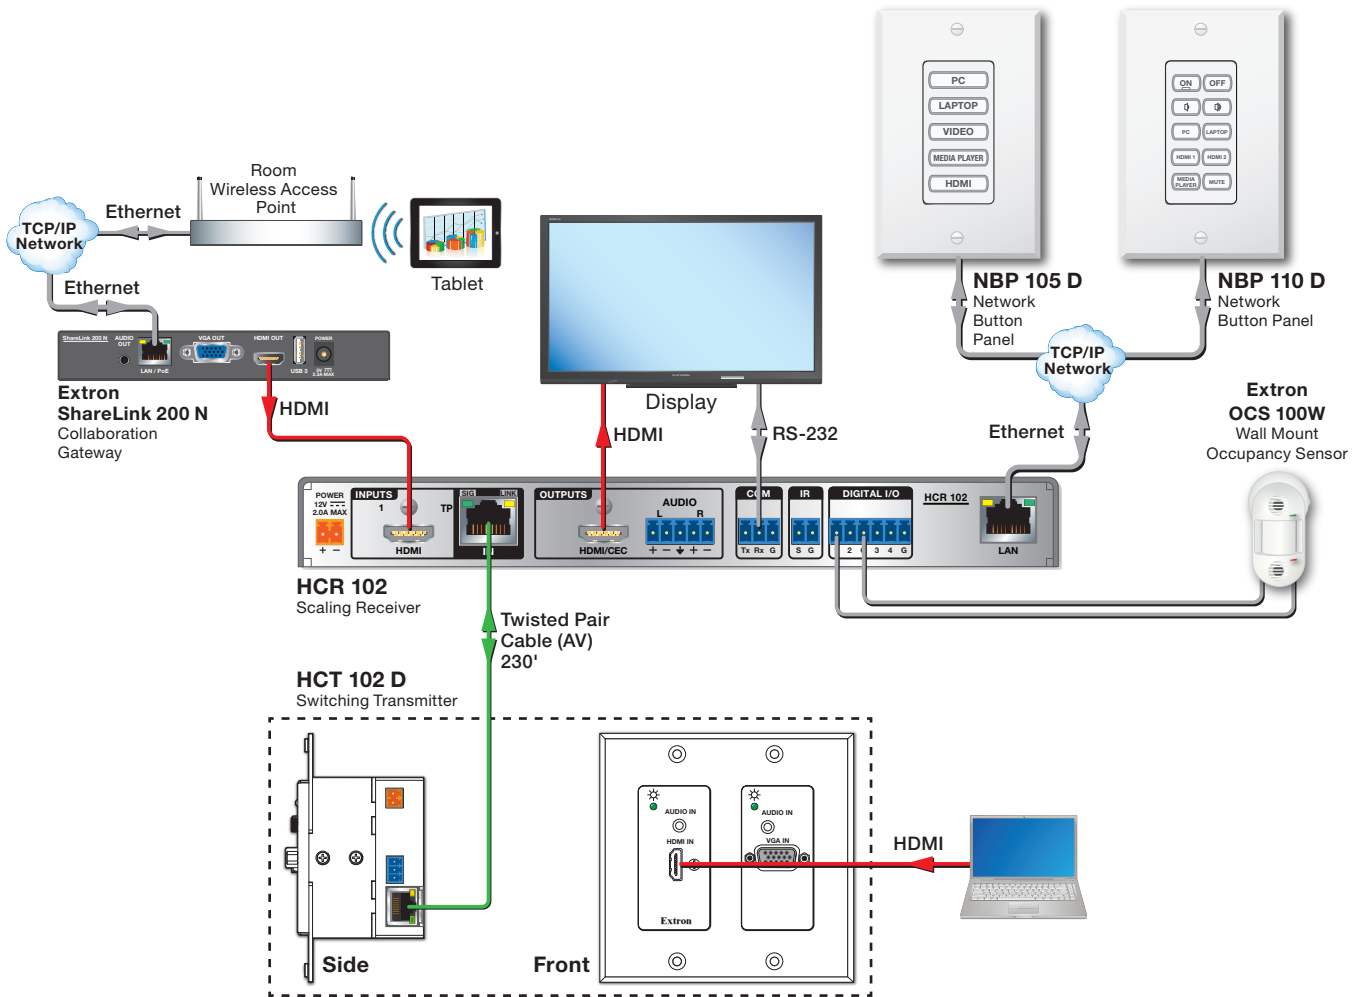 PC
LAPTOP
VIDEO
MEDIA PLAYER
HDMI
ON OFF
PC LAPTOP
HDMI 1 HDMI 2
MEDIA
PLAYER
MUTE
NBP 105 D
Network
Button
Panel
NBP 110 D
Network
Button Panel
TCP/IP
Network
Ethernet
Room
Wireless Access
Point
Ethernet
TCP/IP
Network
Ethernet
Tablet
ShareLink 200 N
AUDIO
OUT
LAN / PoE
VGA OUT
HDMI OUT
USB 3
POWER
5V
2.3A MAX
Extron
ShareLink 200 N
Collaboration
Gateway
HDMI
Display
HDMI
RS-232
Extron
OCS 100W
Wall Mount
Occupancy Sensor
POWER
12V
2.0A MAX
+ −
INPUTS
1
HDMI
TP
SIG LINK
IN
OUTPUTS
HDMI/CEC
AUDIO
L R
+ − + −
COM
Tx Rx G
IR
S G
DIGITAL I/O
2 3 4 G
HCR 102
LAN
HCR 102
Scaling Receiver
Twisted Pair
Cable (AV)
230'
HCT 102 D
Switching Transmitter
Side
Front
AUDIO IN
HDMI IN
Extron
AUDIO IN
VGA IN
HDMI